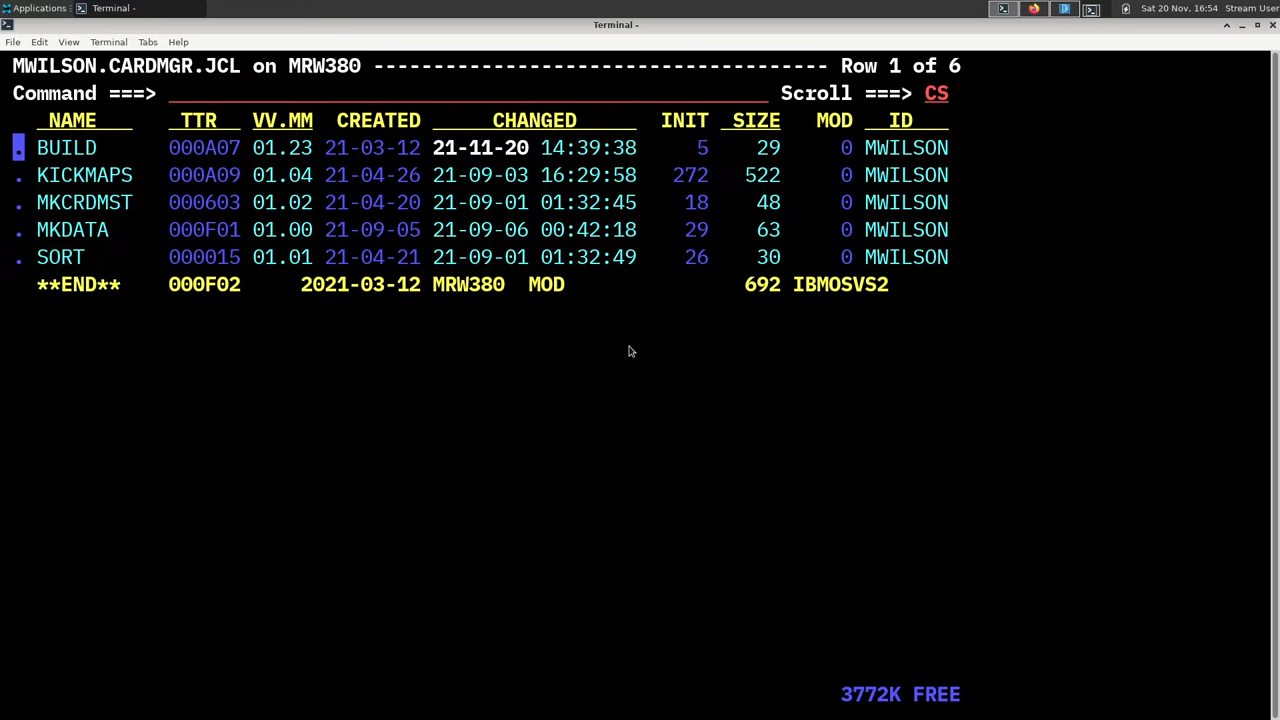 Applications Terminal - Sat 20 Nov, 16:54 Stream User
Terminal -
File Edit View Terminal Tabs Help
MWILSON.CARDMGR.JCL on MRW380 -------------------------------------- Row 1 of 6
Command ===> Scroll ===> CS
NAME TTR VV.MM CREATED CHANGED INIT SIZE MOD ID
. BUILD 000A07 01.23 21-03-12 21-11-20 14:39:38 5 29 0 MWILSON
. KICKMAPS 000A09 01.04 21-04-26 21-09-03 16:29:58 272 522 0 MWILSON
. MKCRDMST 000603 01.02 21-04-20 21-09-01 01:32:45 18 48 0 MWILSON
. MKDATA 000F01 01.00 21-09-05 21-09-06 00:42:18 29 63 0 MWILSON
. SORT 000015 01.01 21-04-21 21-09-01 01:32:49 26 30 0 MWILSON
**END** 000F02 2021-03-12 MRW380 MOD 692 IBMOSVS2
3772K FREE